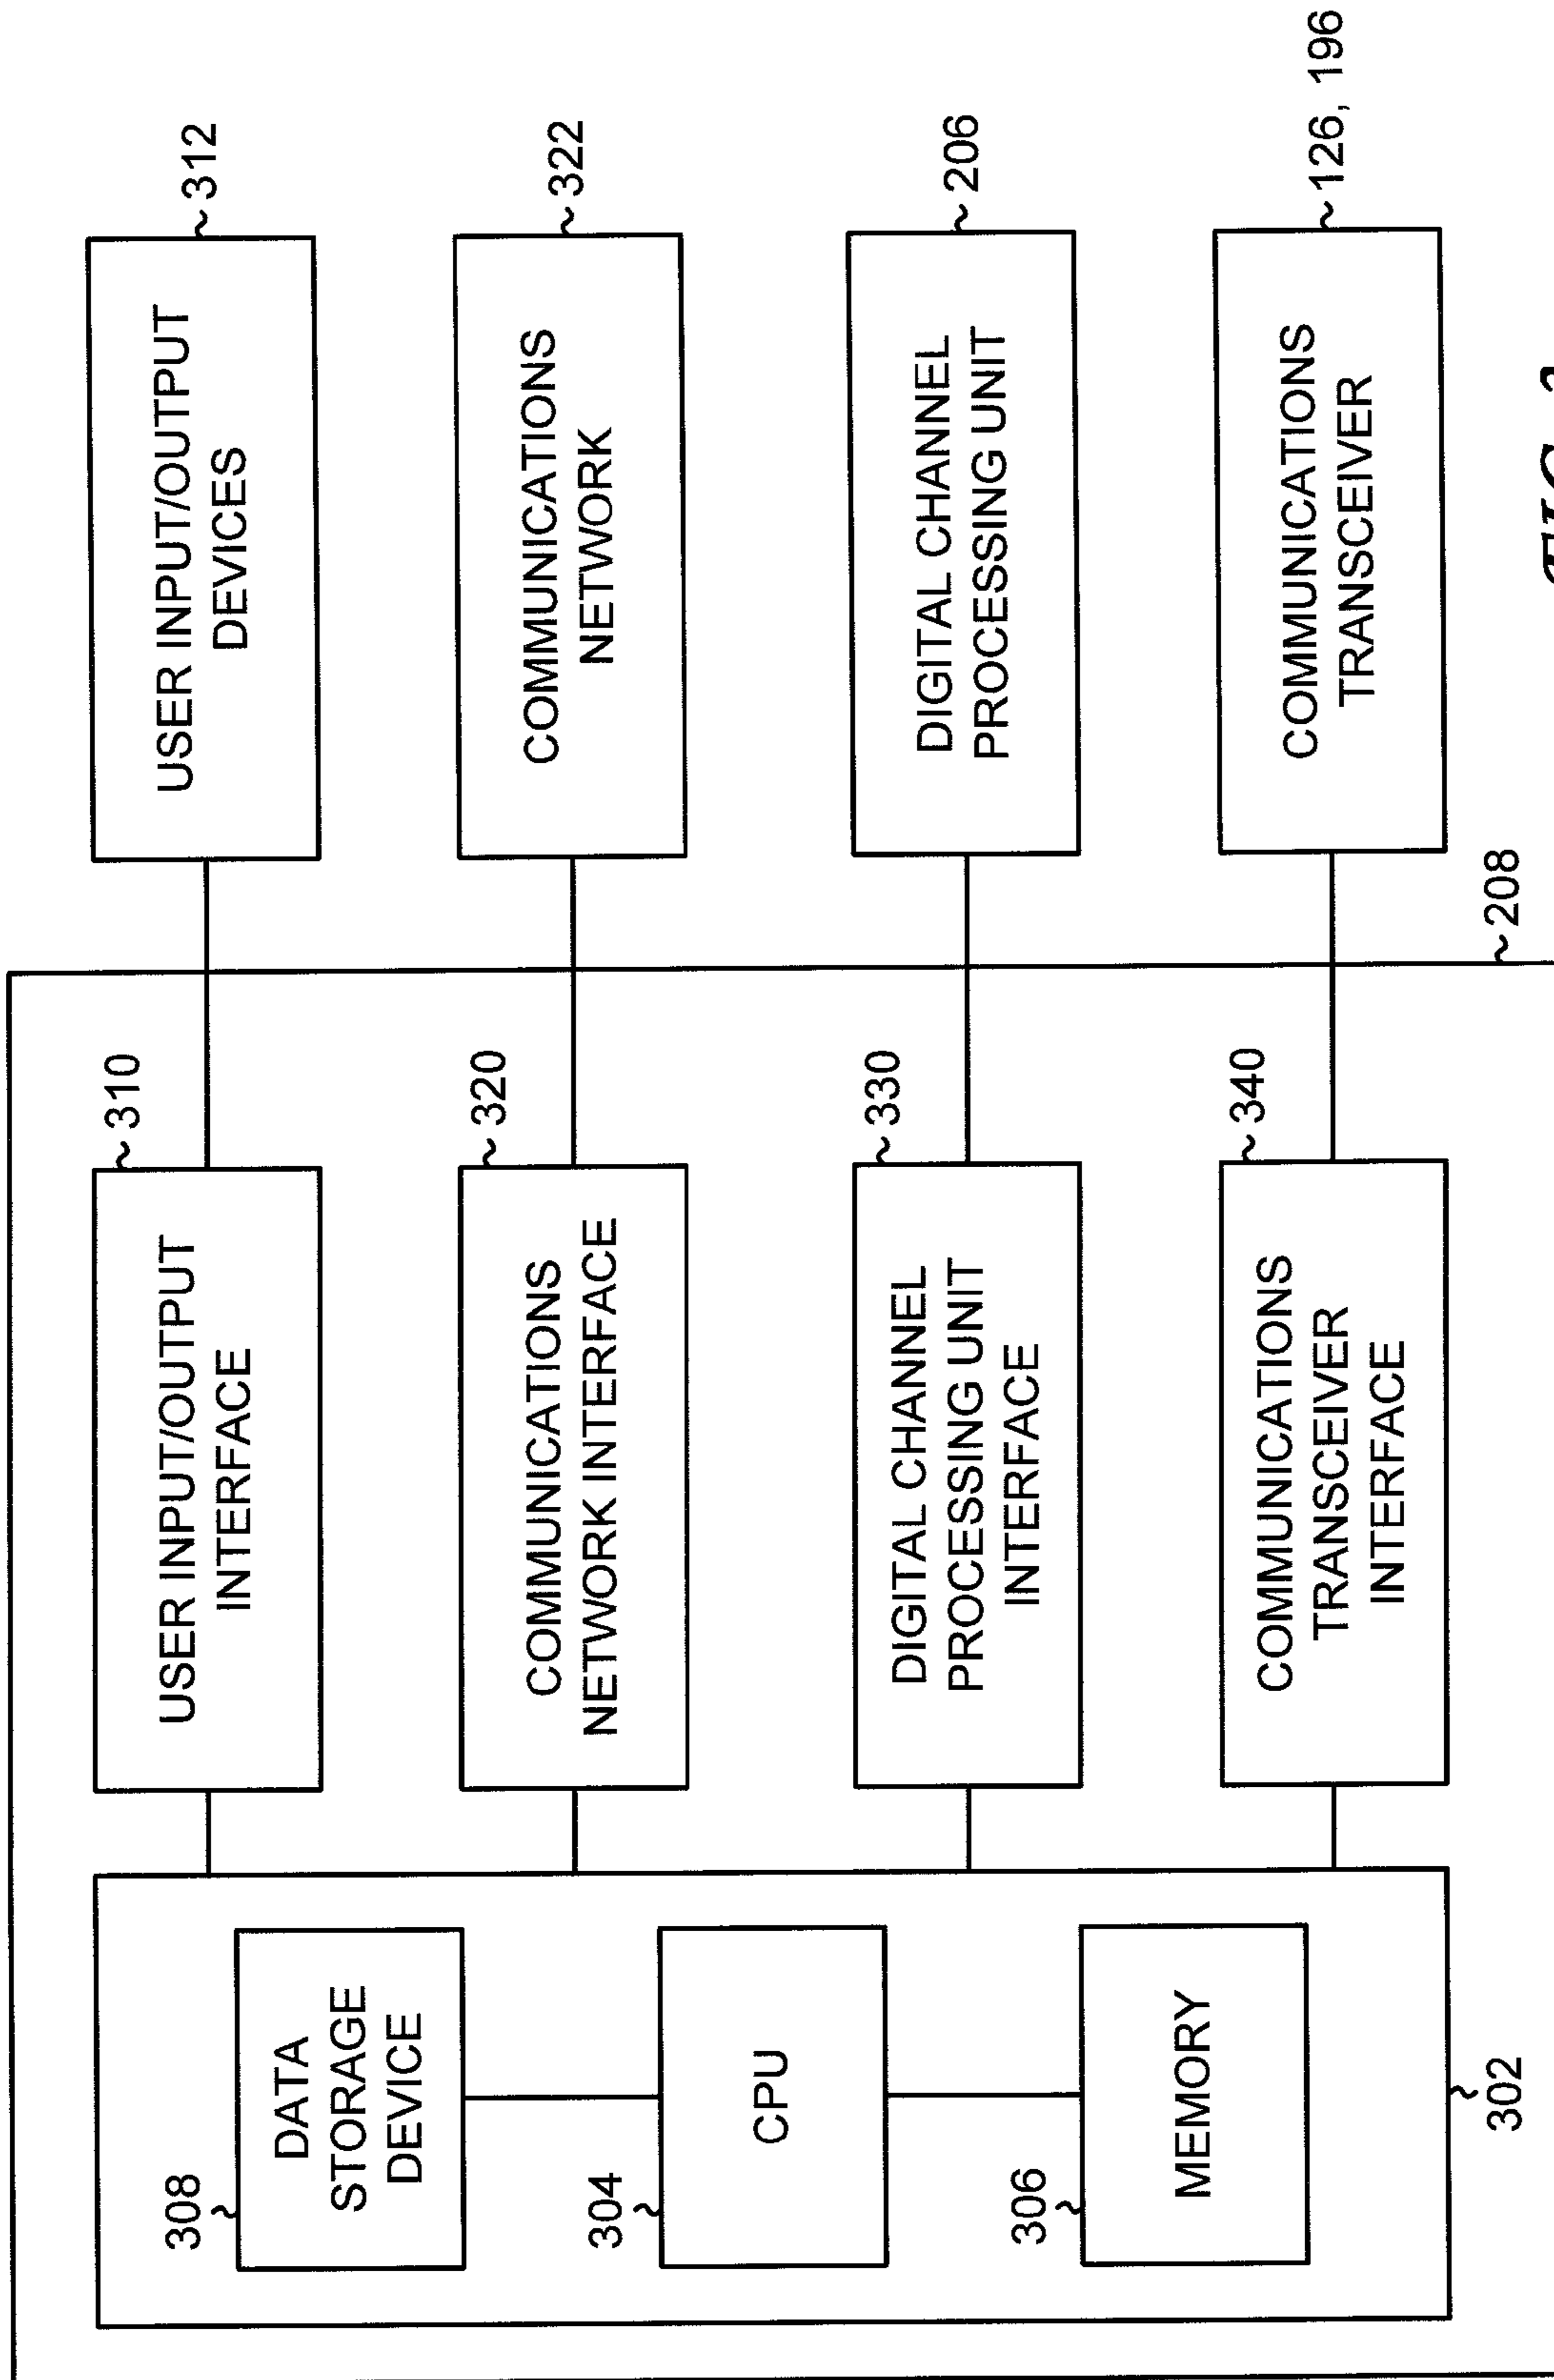 308
DATA
STORAGE
DEVICE
304
CPU
306
MEMORY
302
310
USER INPUT/OUTPUT
INTERFACE
320
COMMUNICATIONS
NETWORK INTERFACE
330
DIGITAL CHANNEL
PROCESSING UNIT
INTERFACE
340
COMMUNICATIONS
TRANSCEIVER
INTERFACE
208
312
USER INPUT/OUTPUT
DEVICES
322
COMMUNICATIONS
NETWORK
206
DIGITAL CHANNEL
PROCESSING UNIT
126, 196
COMMUNICATIONS
TRANSCEIVER